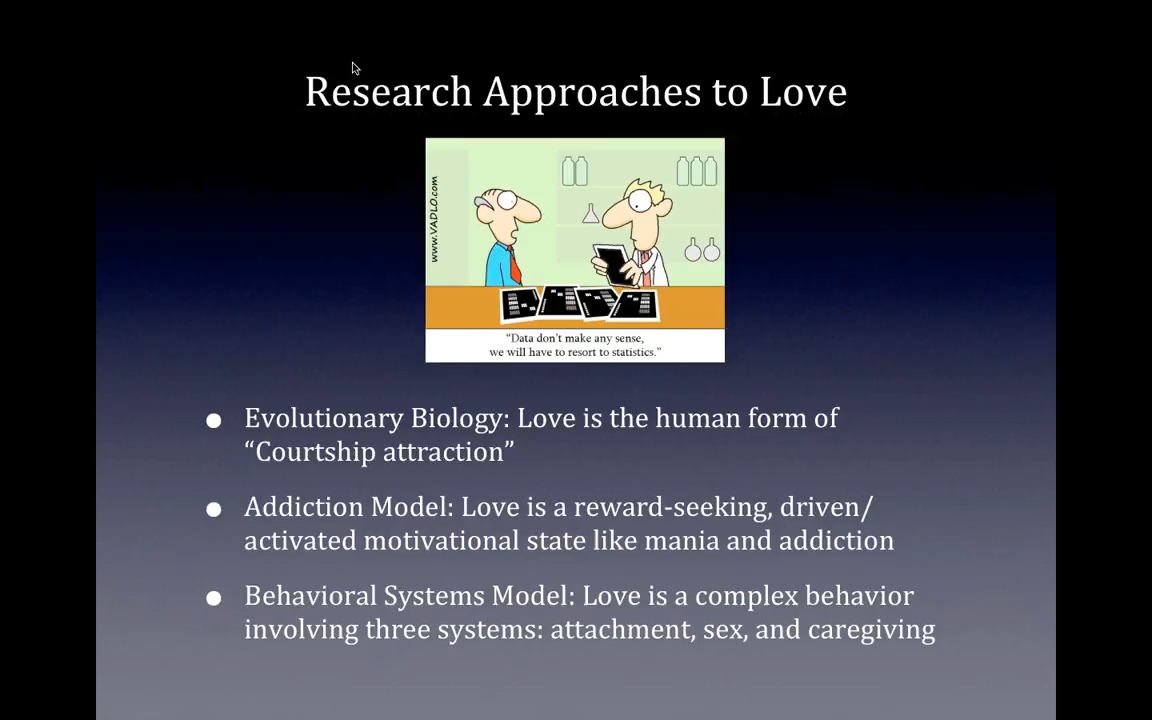 Research Approaches to Love
www.VADLO.com
“Data don’t make any sense,
we will have to resort to statistics.”
● Evolutionary Biology: Love is the human form of
“Courtship attraction”
● Addiction Model: Love is a reward-seeking, driven/
activated motivational state like mania and addiction
● Behavioral Systems Model: Love is a complex behavior
involving three systems: attachment, sex, and caregiving